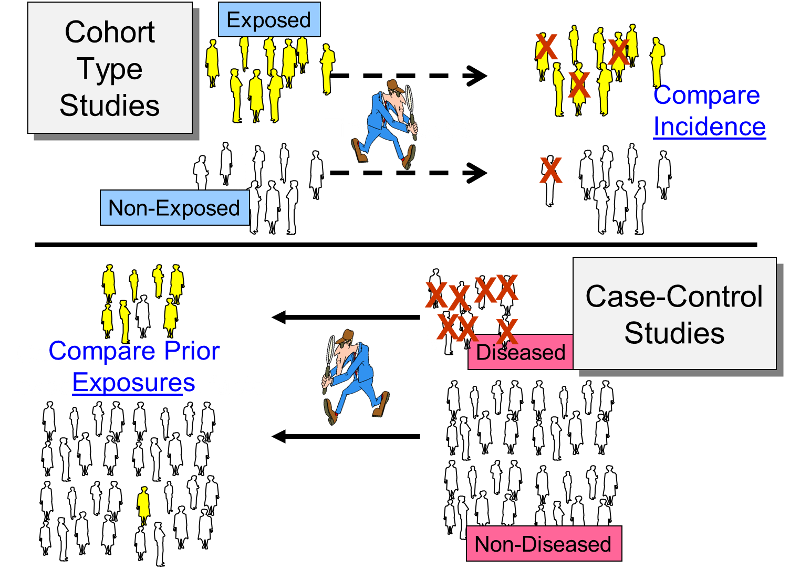 Cohort
Type
Studies
Exposed
Compare
Incidence
Non-Exposed
Case-Control
Studies
Diseased
Compare Prior
Exposures
Non-Diseased